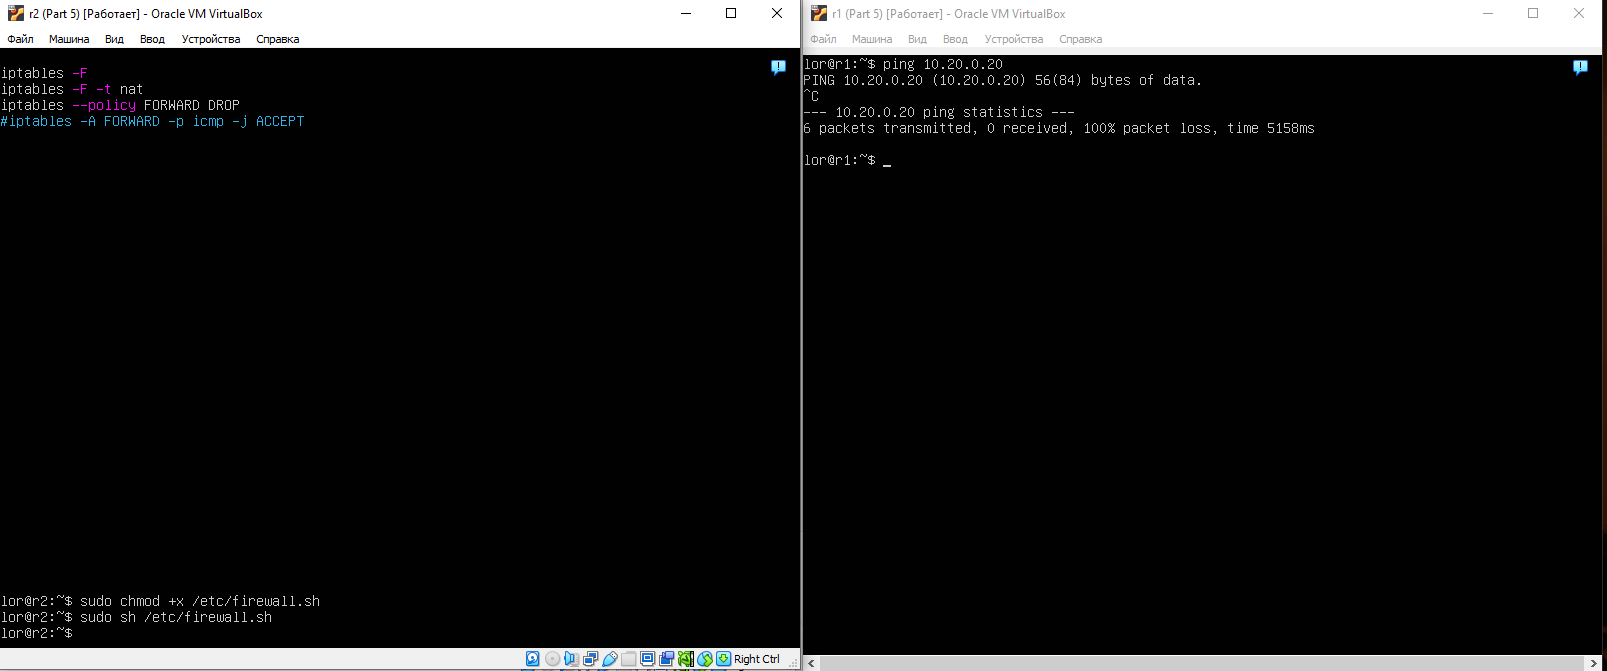 r2 (Part 5) [Работает] - Oracle VM VirtualBox
Файл Машина Вид Ввод Устройства Справка
iptables -F
iptables -F -t nat
iptables --policy FORWARD DROP
#iptables -A FORWARD -p icmp -j ACCEPT
lor@r2:~$ sudo chmod +x /etc/firewall.sh
lor@r2:~$ sudo sh /etc/firewall.sh
lor@r2:~$
Right Ctrl
r1 (Part 5) [Работает] - Oracle VM VirtualBox
Файл Машина Вид Ввод Устройства Справка
lor@r1:~$ ping 10.20.0.20
PING 10.20.0.20 (10.20.0.20) 56(84) bytes of data.
^C
--- 10.20.0.20 ping statistics ---
6 packets transmitted, 0 received, 100% packet loss, time 5158ms
lor@r1:~$ _